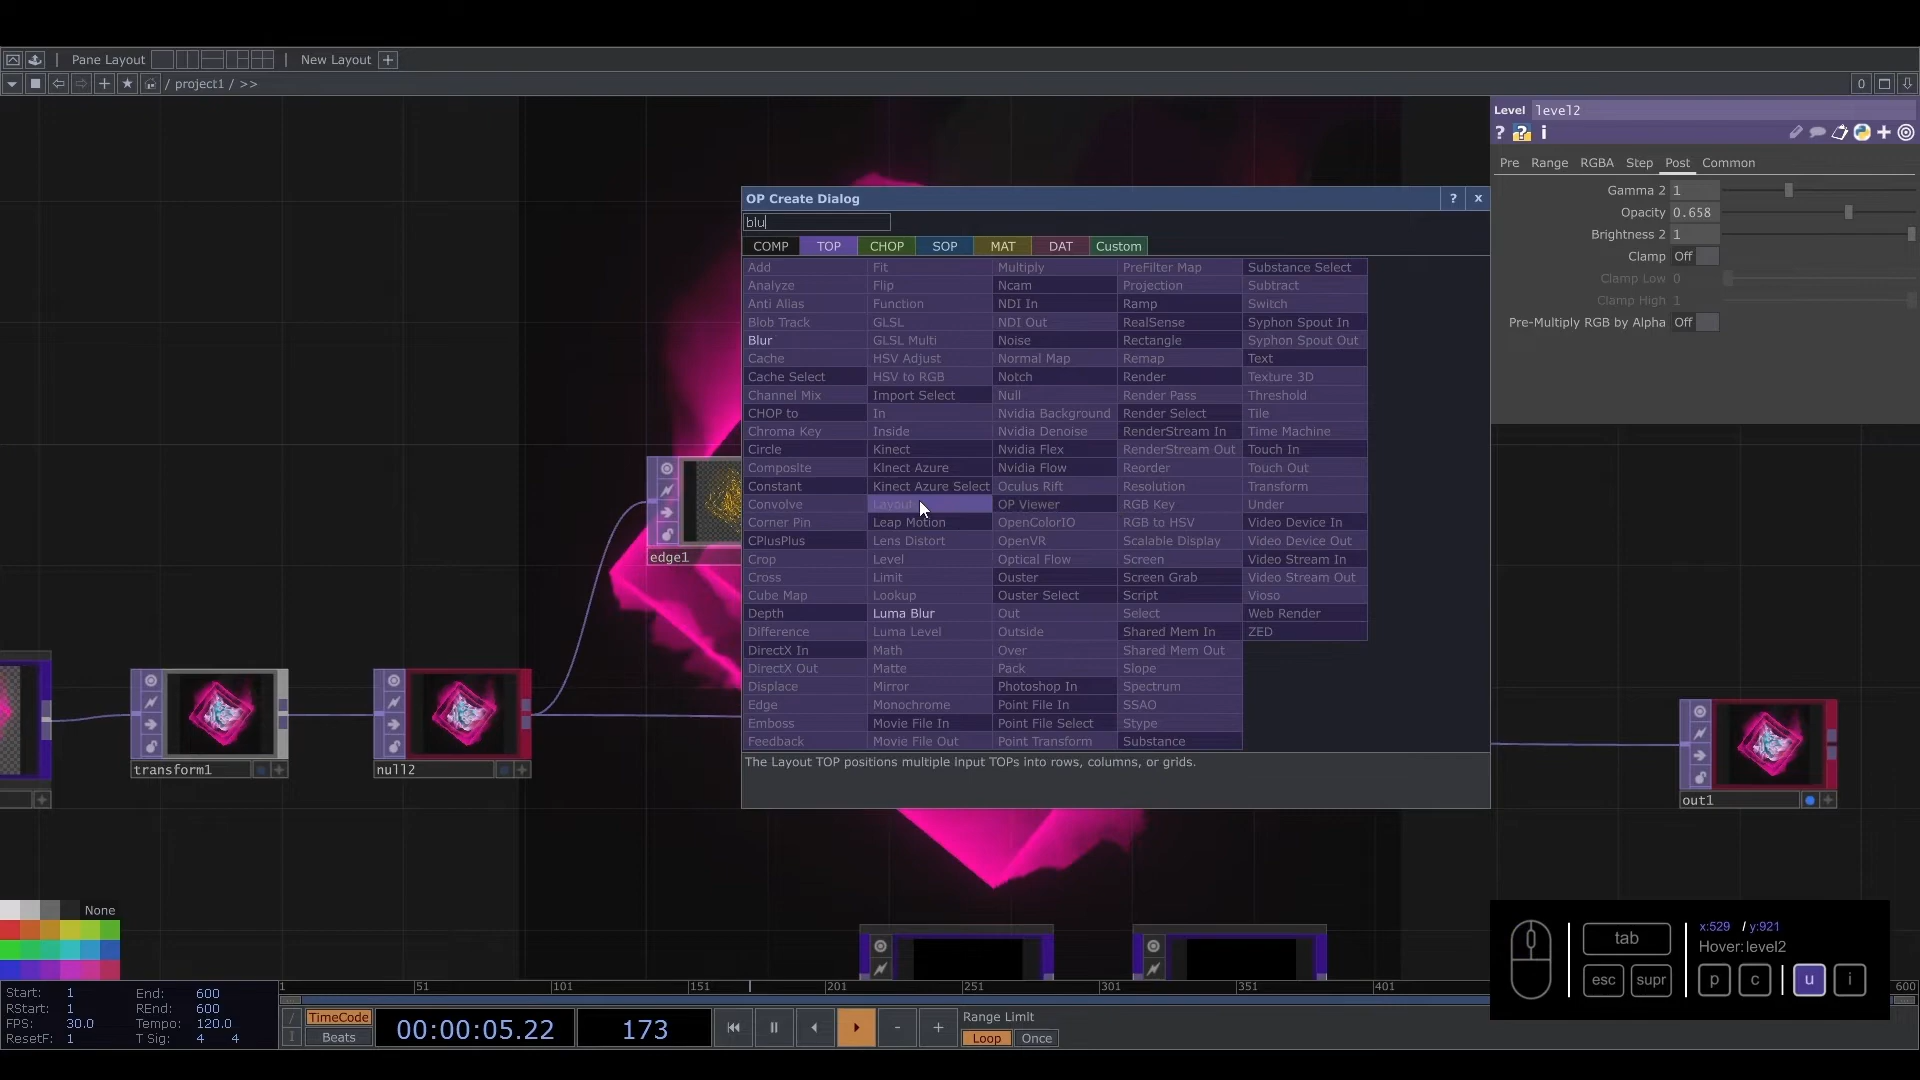 Pane Layout
New Layout
/ project1 / >>
0
Level level2
Pre Range RGBA Step Post Common
Gamma 2 1
Opacity 0.658
Brightness 2 1
Clamp Off
Clamp Low 0
Clamp High 1
Pre-Multiply RGB by Alpha Off
OP Create Dialog
? x
blu
COMP TOP CHOP SOP MAT DAT Custom
Add
Analyze
Anti Alias
Blob Track
Blur
Cache
Cache Select
Channel Mix
CHOP to
Chroma Key
Circle
Composite
Constant
Convolve
Corner Pin
CPlusPlus
Crop
Cross
Cube Map
Depth
Difference
DirectX In
DirectX Out
Displace
Edge
Emboss
Feedback
Fit
Flip
Function
GLSL
GLSL Multi
HSV Adjust
HSV to RGB
Import Select
In
Inside
Kinect
Kinect Azure
Kinect Azure Select
Layout
Leap Motion
Lens Distort
Level
Limit
Lookup
Luma Blur
Luma Level
Math
Matte
Mirror
Monochrome
Movie File In
Movie File Out
Multiply
Ncam
NDI In
NDI Out
Noise
Normal Map
Notch
Null
Nvidia Background
Nvidia Denoise
Nvidia Flex
Nvidia Flow
Oculus Rift
OP Viewer
OpenColorIO
OpenVR
Optical Flow
Ouster
Ouster Select
Out
Outside
Over
Pack
Photoshop In
Point File In
Point File Select
Point Transform
PreFilter Map
Projection
Ramp
RealSense
Rectangle
Remap
Render
Render Pass
Render Select
RenderStream In
RenderStream Out
Reorder
Resolution
RGB Key
RGB to HSV
Scalable Display
Screen
Screen Grab
Script
Select
Shared Mem In
Shared Mem Out
Slope
Spectrum
SSAO
Stype
Substance
Substance Select
Subtract
Switch
Syphon Spout In
Syphon Spout Out
Text
Texture 3D
Threshold
Tile
Time Machine
Touch In
Touch Out
Transform
Under
Video Device In
Video Device Out
Video Stream In
Video Stream Out
Vioso
Web Render
ZED
The Layout TOP positions multiple Input TOPs into rows, columns, or grids.
edge1
transform1
null2
out1
None
tab
esc supr
x:529 / y:921
Hover:level2
p c u i
1 51 101 151 201 251 301 351 401 600
Start: 1 End: 600
RStart: 1 REnd: 600
FPS: 30.0 Tempo: 120.0
ResetF: 1 T Sig: 4 4
TimeCode
Beats
00:00:05.22
173
- +
Range Limit
Loop Once